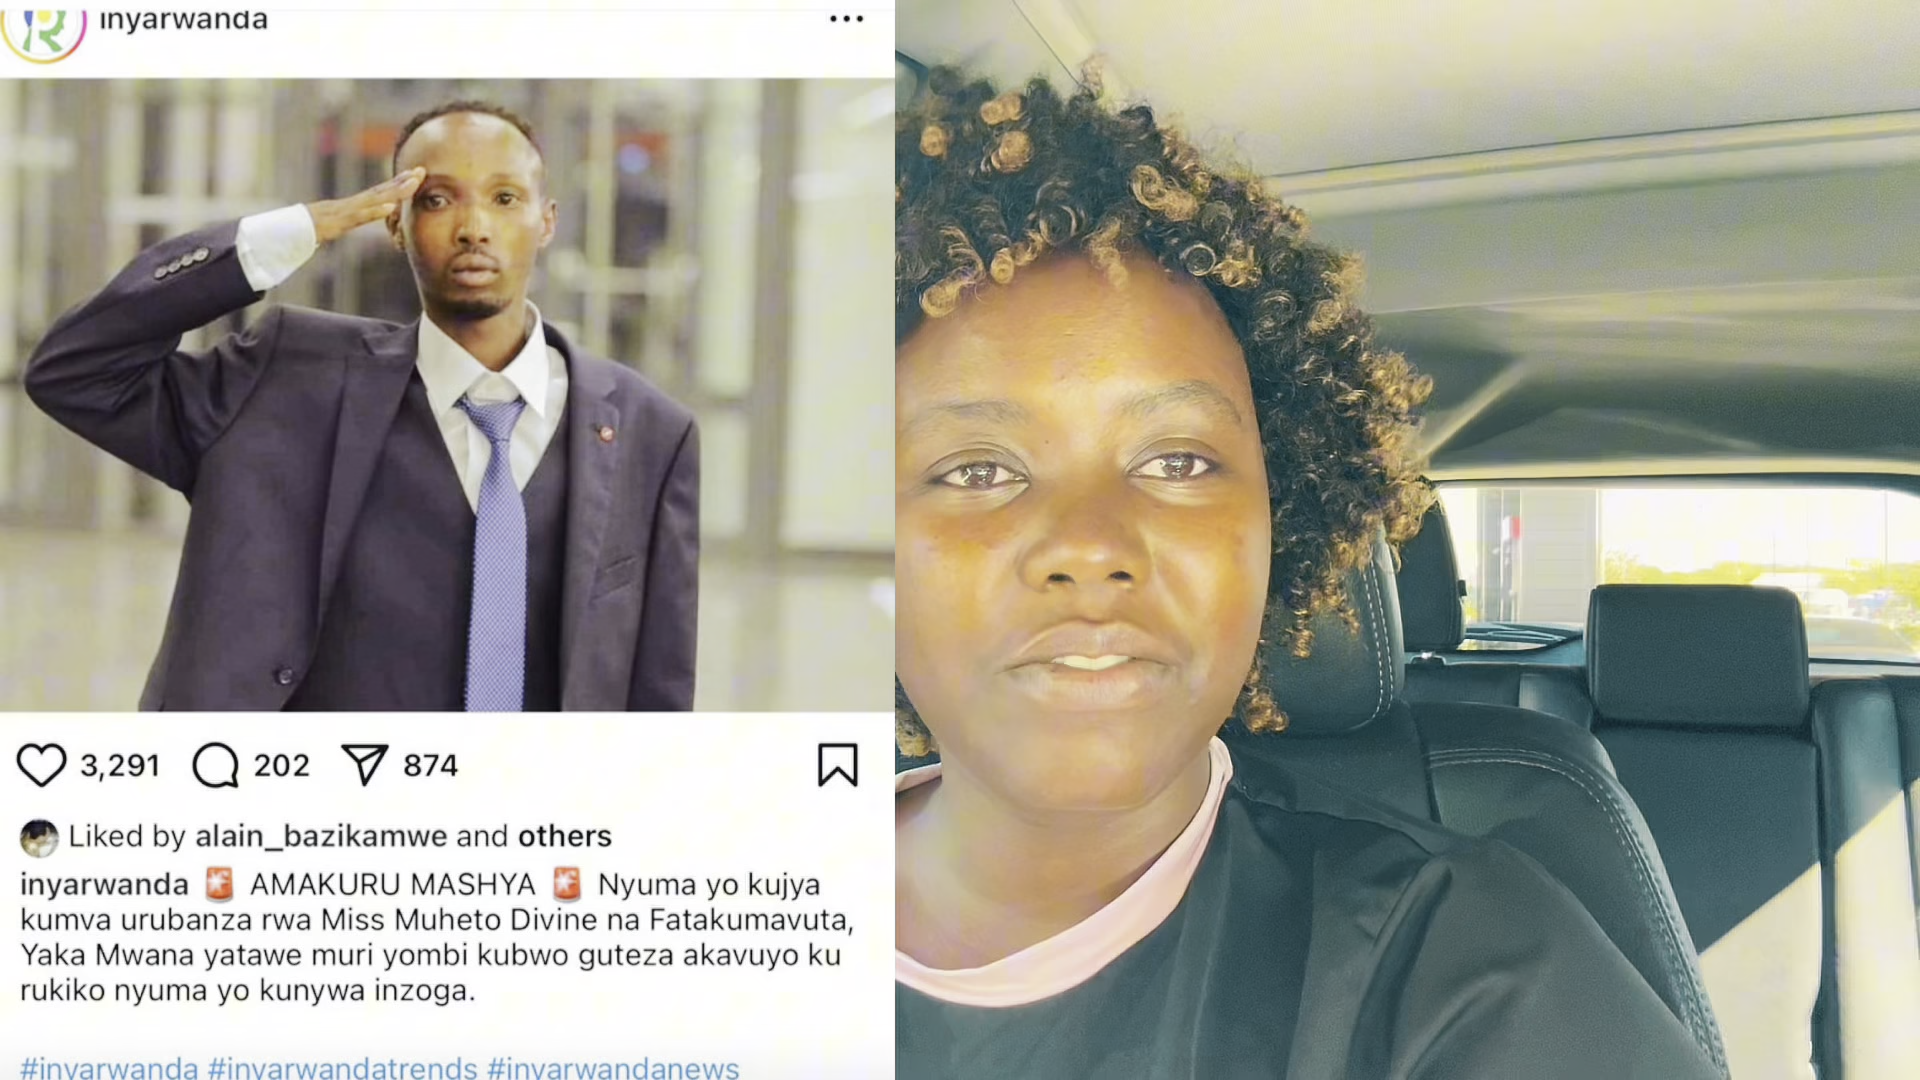 inyarwanda
3,291 202 874
Liked by alain_bazikamwe and others
inyarwanda 🚨 AMAKURU MASHYA 🚨 Nyuma yo kujya
kumva urubanza rwa Miss Muheto Divine na Fatakumavuta,
Yaka Mwana yatawe muri yombi kubwo guteza akavuyo ku
rukiko nyuma yo kunywa inzoga.
#inyarwanda #inyarwandatrends #inyarwandanews